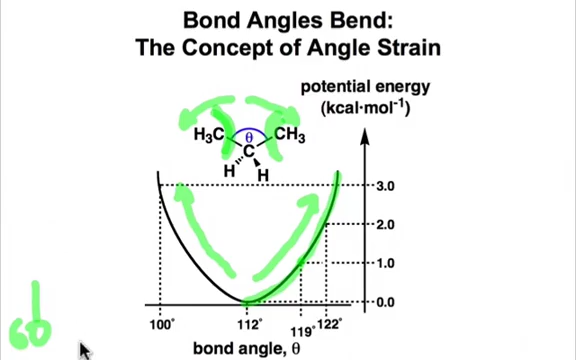 Bond Angles Bend:
The Concept of Angle Strain
potential energy
(kcal·mol⁻¹)
H₃C θ CH₃
C
H H
3.0
2.0
1.0
0.0
100° 112° 119° 122°
bond angle, θ
60